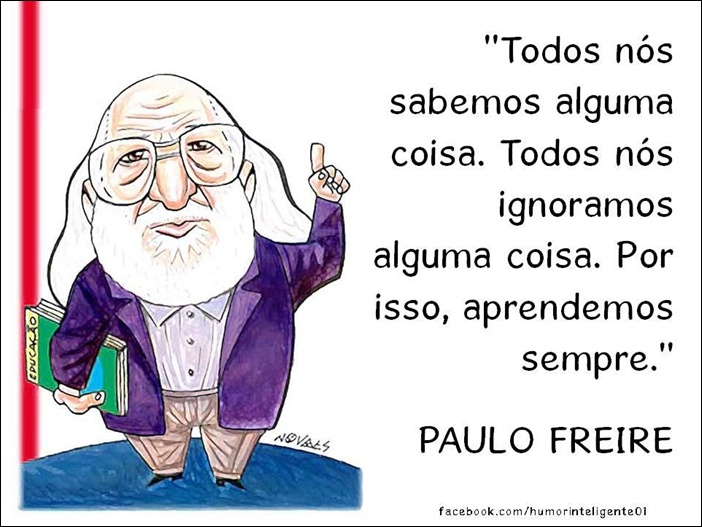 "Todos nós
sabemos alguma
coisa. Todos nós
ignoramos
alguma coisa. Por
isso, aprendemos
sempre."
PAULO FREIRE
EDUCAÇÃO
NOVAES
facebook.com/humorinteligente01